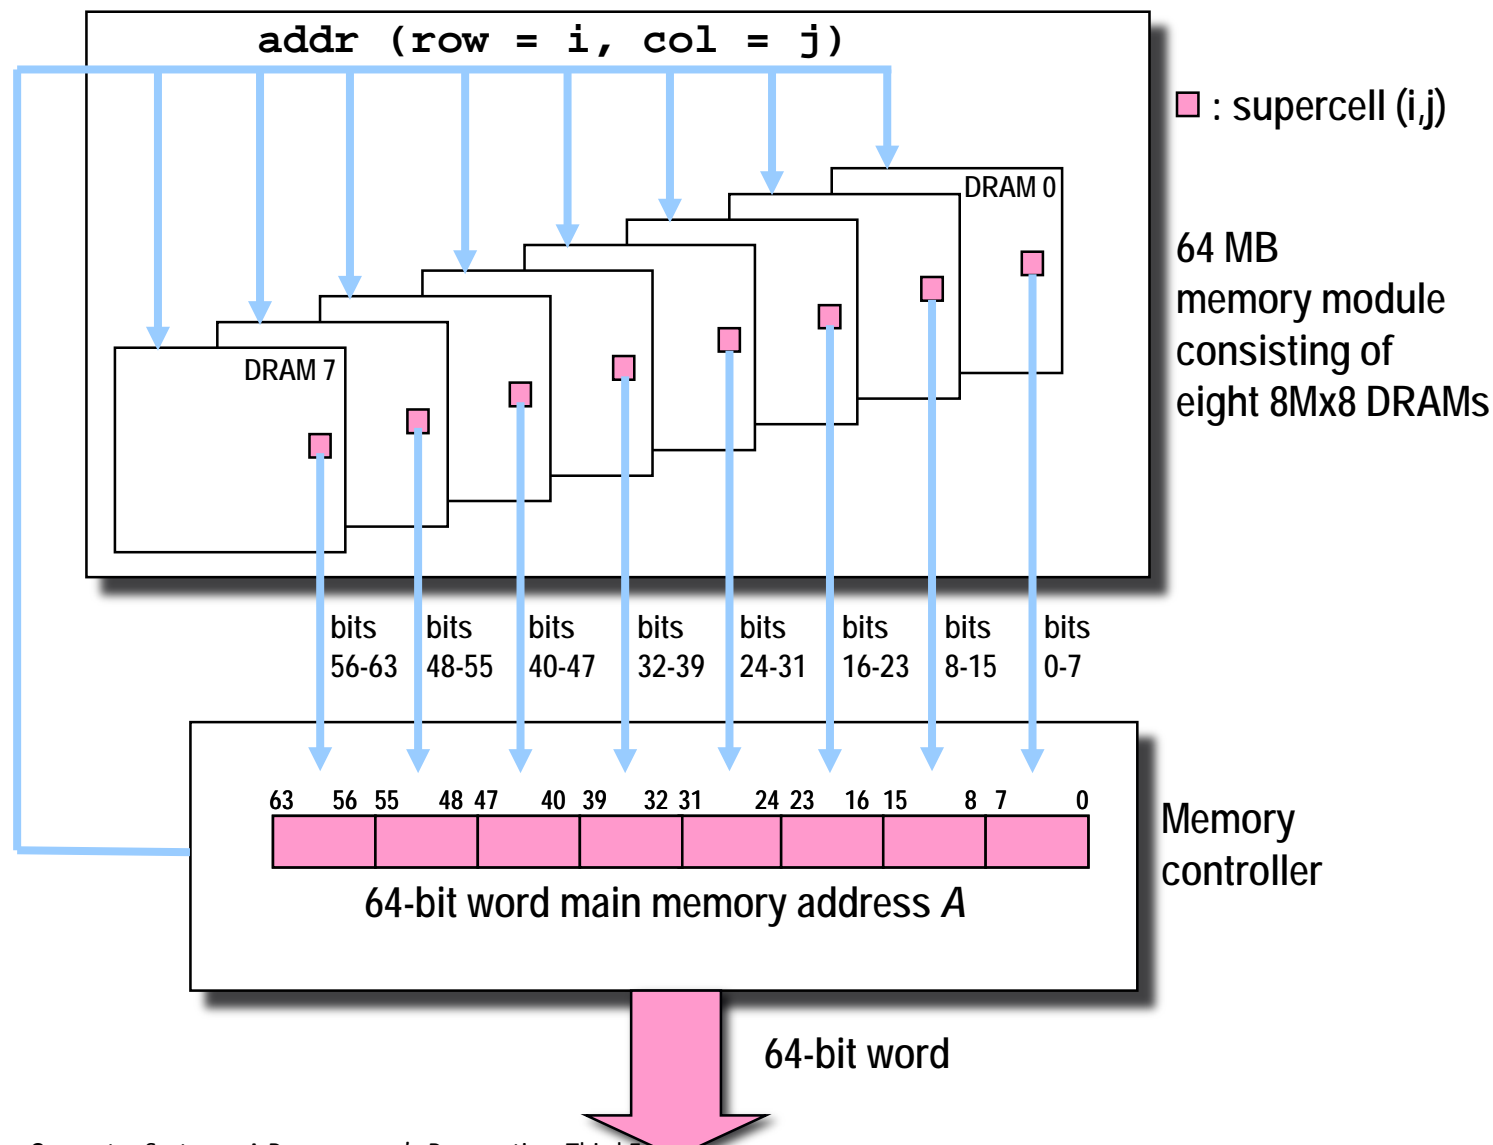 addr (row = i, col = j)
: supercell (i,j)
DRAM 0
64 MB
memory module
consisting of
eight 8Mx8 DRAMs
DRAM 7
bits
56-63
bits
48-55
bits
40-47
bits
32-39
bits
24-31
bits
16-23
bits
8-15
bits
0-7
63 56 55 48 47 40 39 32 31 24 23 16 15 8 7 0
64-bit word main memory address A
Memory
controller
64-bit word